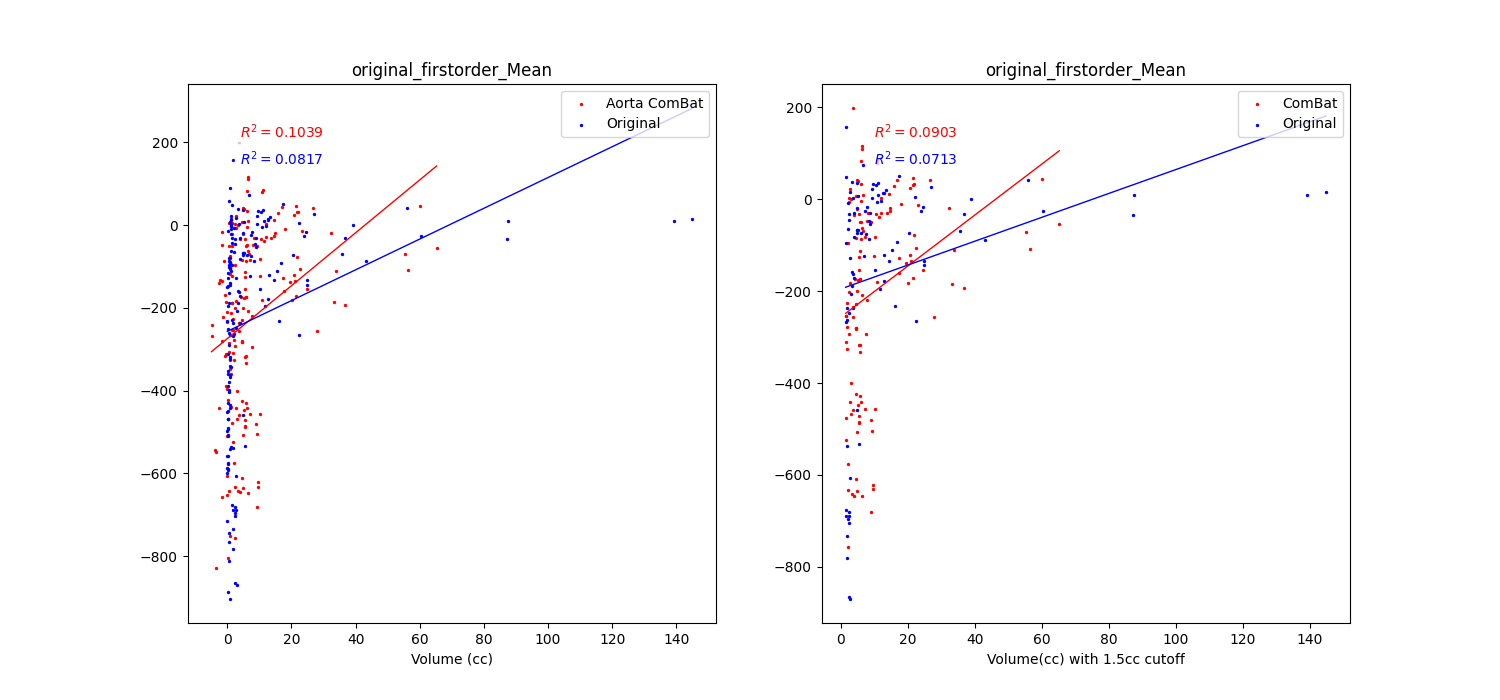 original_firstorder_Mean
Aorta ComBat
Original
R² = 0.1039
R² = 0.0817
200
0
−200
−400
−600
−800
0 20 40 60 80 100 120 140
Volume (cc)
original_firstorder_Mean
ComBat
Original
R² = 0.0903
R² = 0.0713
200
0
−200
−400
−600
−800
0 20 40 60 80 100 120 140
Volume(cc) with 1.5cc cutoff